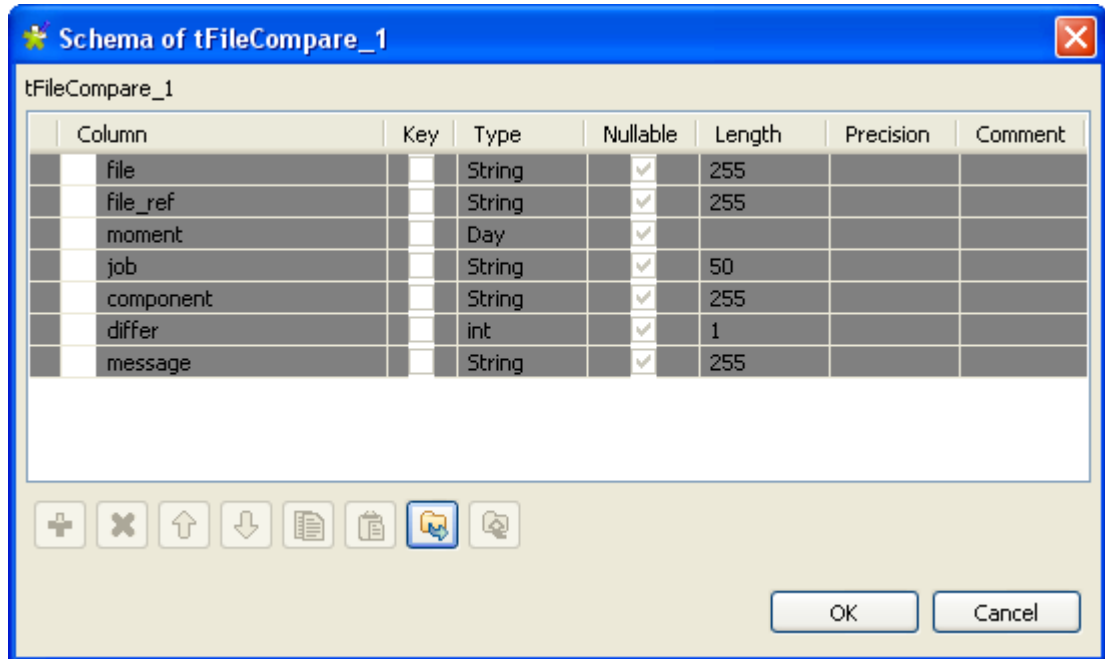 Schema of tFileCompare_1
tFileCompare_1
Column Key Type Nullable Length Precision Comment
file String 255
file_ref String 255
moment Day
job String 50
component String 255
differ int 1
message String 255
OK Cancel